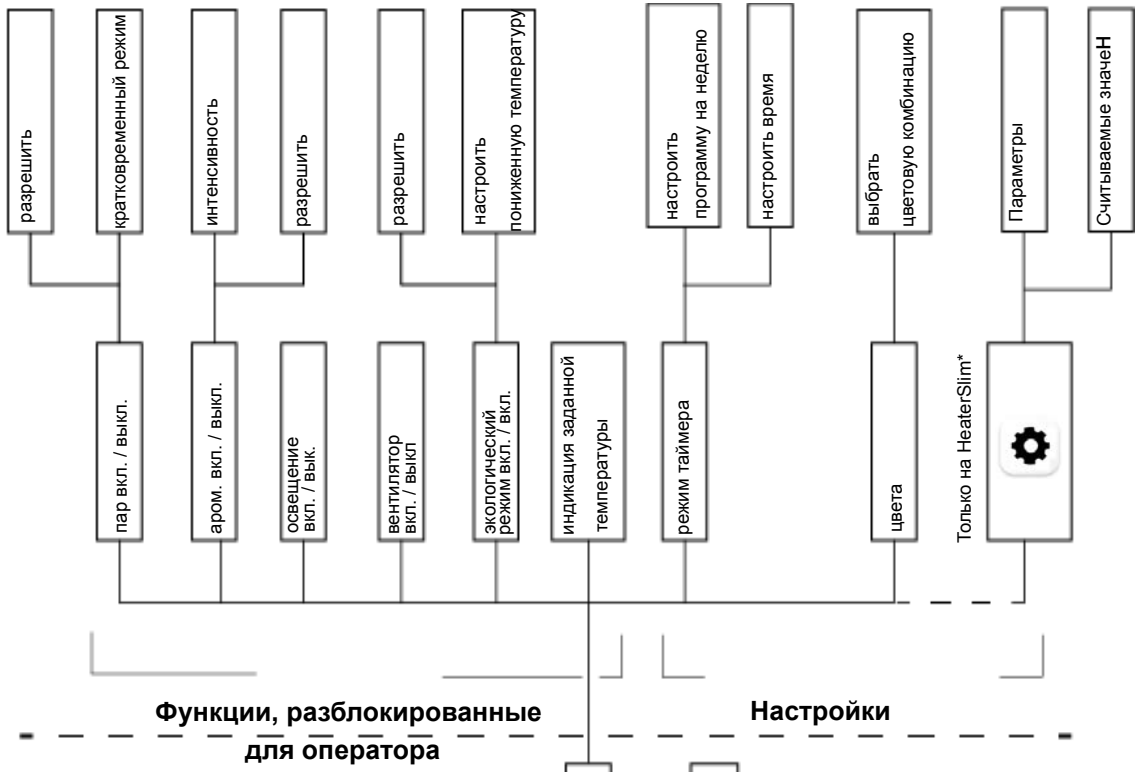 разрешить
кратковременный режим
интенсивность
разрешить
разрешить
настроить
пониженную температуру
настроить
программу на неделю
настроить время
выбрать
цветовую комбинацию
Параметры
Считываемые значеН
пар вкл. / выкл.
аром. вкл. / выкл.
освещение
вкл. / вык.
вентилятор
вкл. / выкл
экологический
режим вкл. / вкл.
индикация заданной
температуры
режим таймера
цвета
Только на HeaterSlim*
Функции, разблокированные
для оператора
Настройки